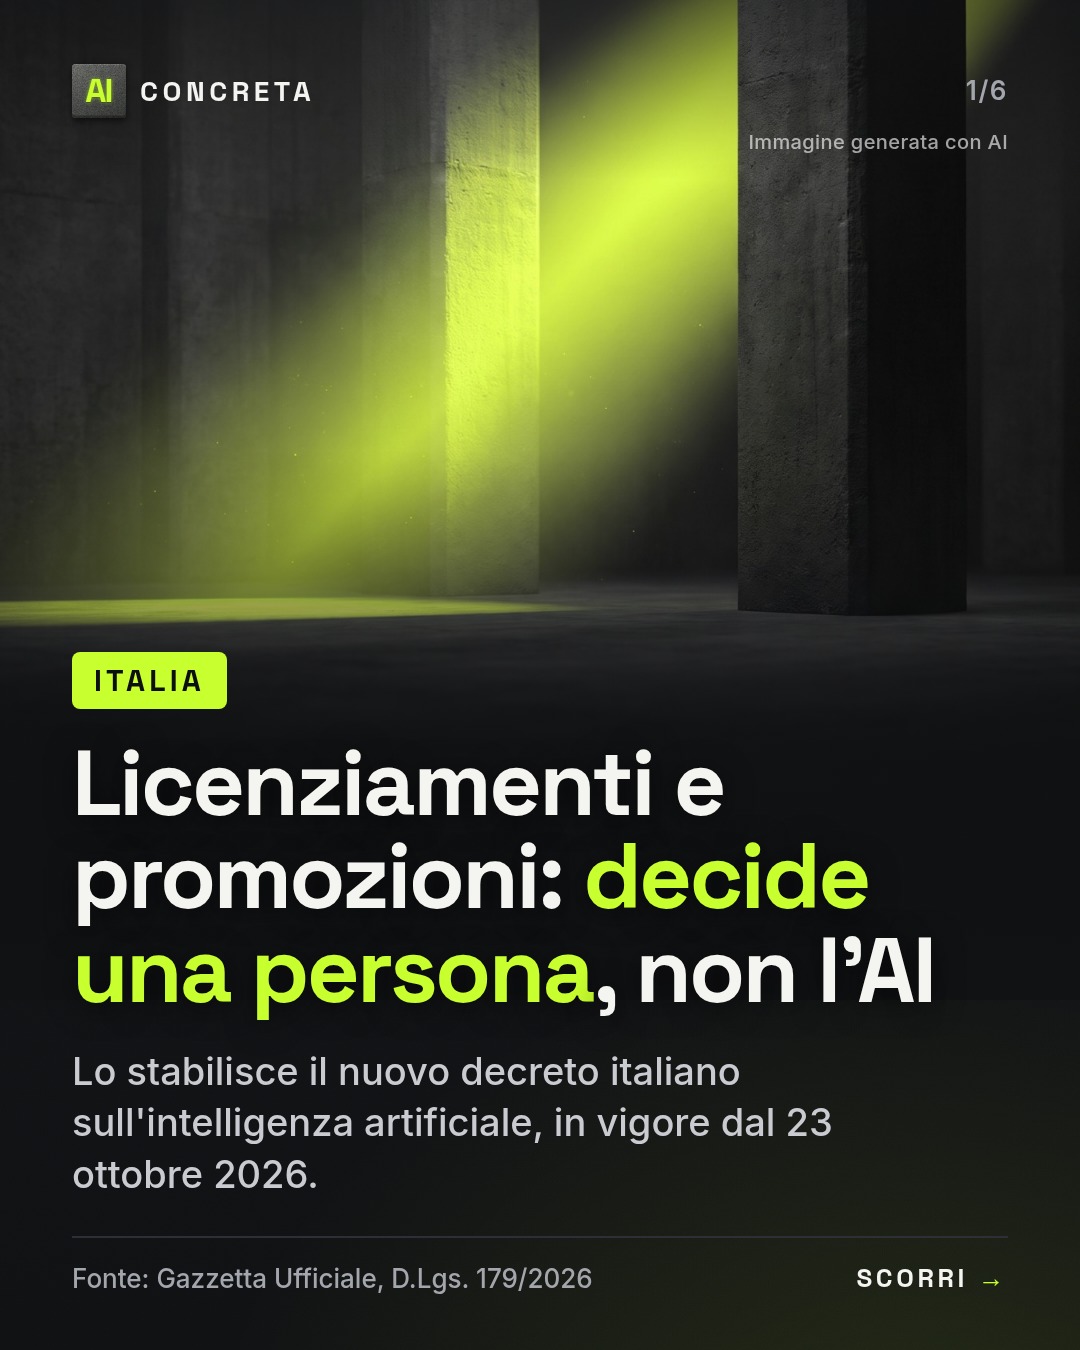 AI CONCRETA
1/6
Immagine generata con AI
ITALIA
Licenziamenti e
promozioni: decide
una persona, non l’AI
Lo stabilisce il nuovo decreto italiano
sull'intelligenza artificiale, in vigore dal 23
ottobre 2026.
Fonte: Gazzetta Ufficiale, D.Lgs. 179/2026
SCORRI →